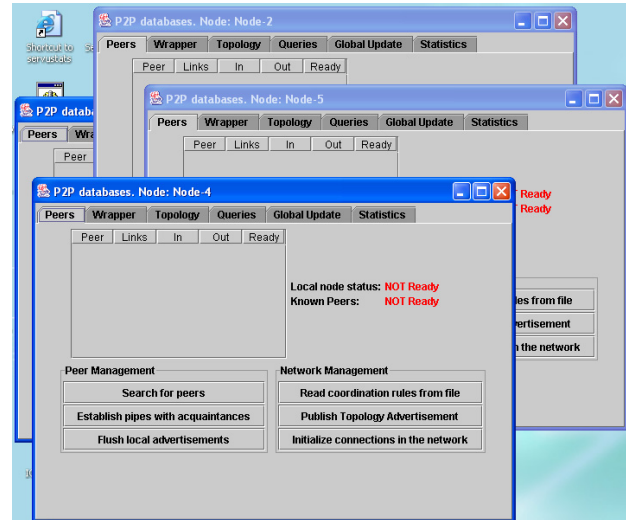 Shortcut to
servustats
P2P databases. Node: Node-2
Peers Wrapper Topology Queries Global Update Statistics
Peer Links In Out Ready
P2P databases. Node: Node-5
Peers Wrapper Topology Queries Global Update Statistics
Peer Links In Out Ready
Ready
Ready
les from file
vertisement
n the network
P2P datab
Peers Wra
Peer
P2P databases. Node: Node-4
Peers Wrapper Topology Queries Global Update Statistics
Peer Links In Out Ready
Local node status: NOT Ready
Known Peers: NOT Ready
Peer Management
Search for peers
Establish pipes with acquaintances
Flush local advertisements
Network Management
Read coordination rules from file
Publish Topology Advertisement
Initialize connections in the network